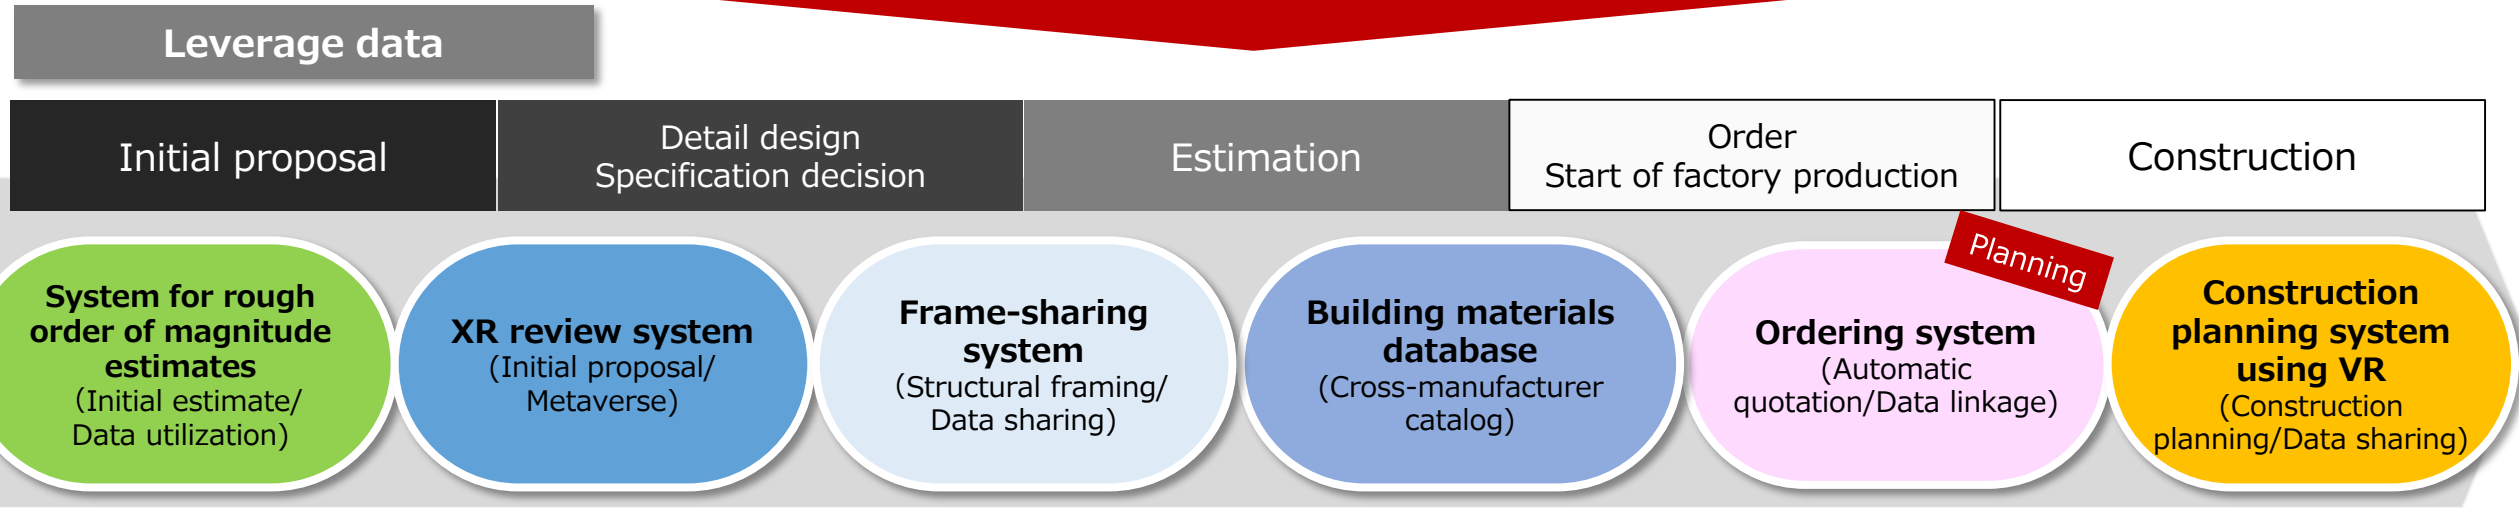 Leverage data
Initial proposal
Detail design
Specification decision
Estimation
Order
Start of factory production
Construction
System for rough
order of magnitude
estimates
(Initial estimate/
Data utilization)
XR review system
(Initial proposal/
Metaverse)
Frame-sharing
system
(Structural framing/
Data sharing)
Building materials
database
(Cross-manufacturer
catalog)
Planning
Ordering system
(Automatic
quotation/Data linkage)
Construction
planning system
using VR
(Construction
planning/Data sharing)